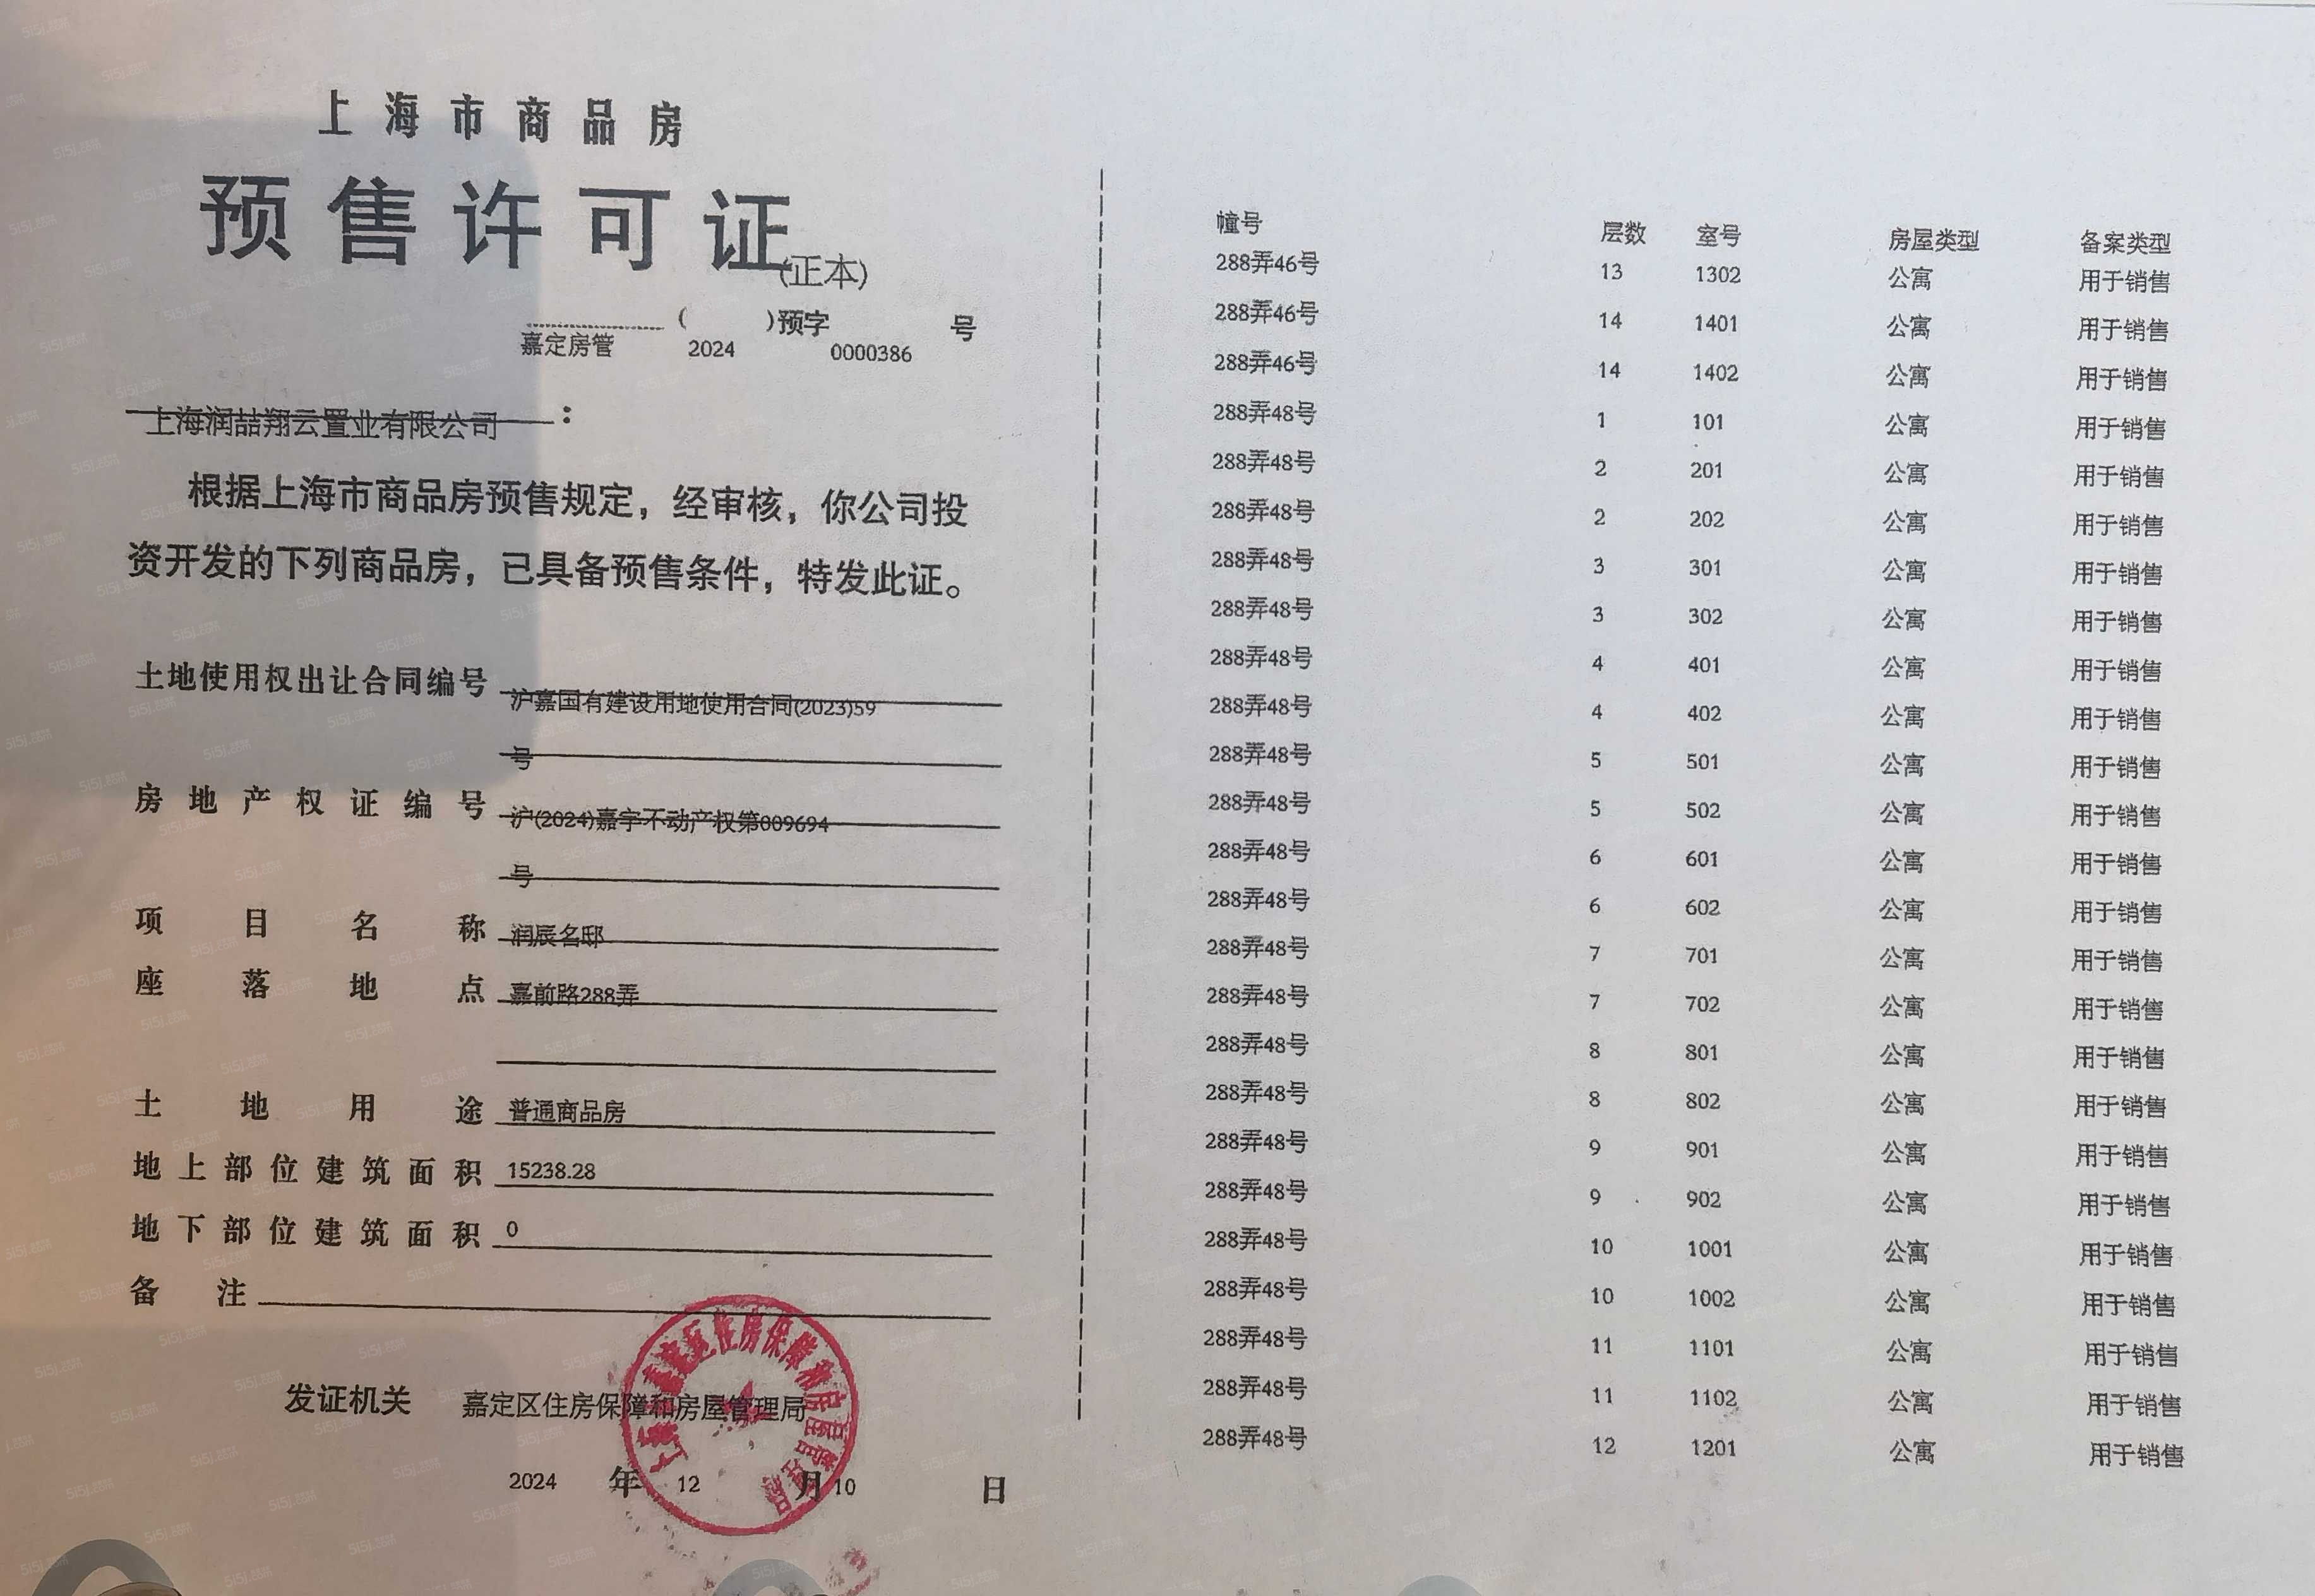 上海市商品房
预售许可证
(正本)
嘉定房管(2024)预字0000386号
上海润喆翔云置业有限公司：
根据上海市商品房预售规定，经审核，你公司投
资开发的下列商品房，已具备预售条件，特发此证。
土地使用权出让合同编号 沪嘉国有建设用地使用合同(2023)59
号
房地产权证编号 沪(2024)嘉字不动产权第009694
号
项目名称 润辰名邸
座落地点 嘉前路288弄
土地用途 普通商品房
地上部位建筑面积 15238.28
地下部位建筑面积 0
备注
发证机关 嘉定区住房保障和房屋管理局
2024年12月10日
上海市嘉定区住房保障和房屋管理局
幢号 层数 室号 房屋类型 备案类型
288弄46号 13 1302 公寓 用于销售
288弄46号 14 1401 公寓 用于销售
288弄46号 14 1402 公寓 用于销售
288弄48号 1 101 公寓 用于销售
288弄48号 2 201 公寓 用于销售
288弄48号 2 202 公寓 用于销售
288弄48号 3 301 公寓 用于销售
288弄48号 3 302 公寓 用于销售
288弄48号 4 401 公寓 用于销售
288弄48号 4 402 公寓 用于销售
288弄48号 5 501 公寓 用于销售
288弄48号 5 502 公寓 用于销售
288弄48号 6 601 公寓 用于销售
288弄48号 6 602 公寓 用于销售
288弄48号 7 701 公寓 用于销售
288弄48号 7 702 公寓 用于销售
288弄48号 8 801 公寓 用于销售
288弄48号 8 802 公寓 用于销售
288弄48号 9 901 公寓 用于销售
288弄48号 9 902 公寓 用于销售
288弄48号 10 1001 公寓 用于销售
288弄48号 10 1002 公寓 用于销售
288弄48号 11 1101 公寓 用于销售
288弄48号 11 1102 公寓 用于销售
288弄48号 12 1201 公寓 用于销售